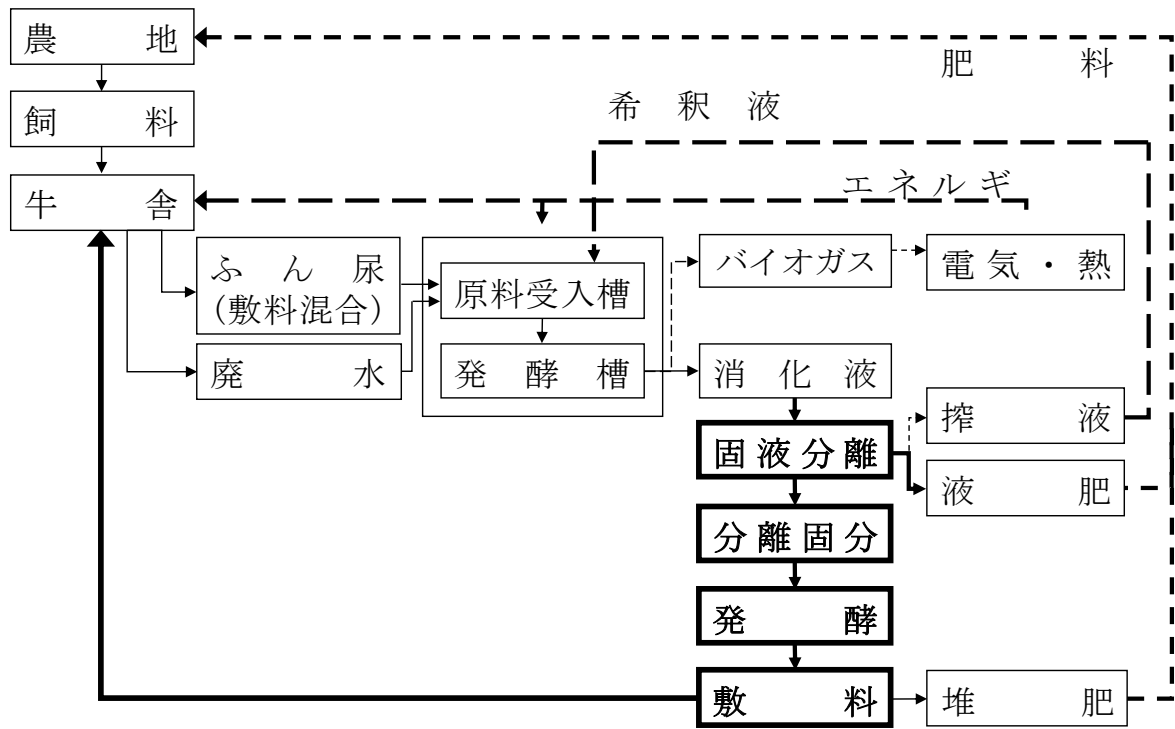 農地
肥料
飼料
希釈液
牛舎
エネルギ
ふん尿
(敷料混合)
原料受入槽
バイオガス
電気・熱
廃水
発酵槽
消化液
搾液
固液分離
液肥
分離固分
発酵
敷料
堆肥